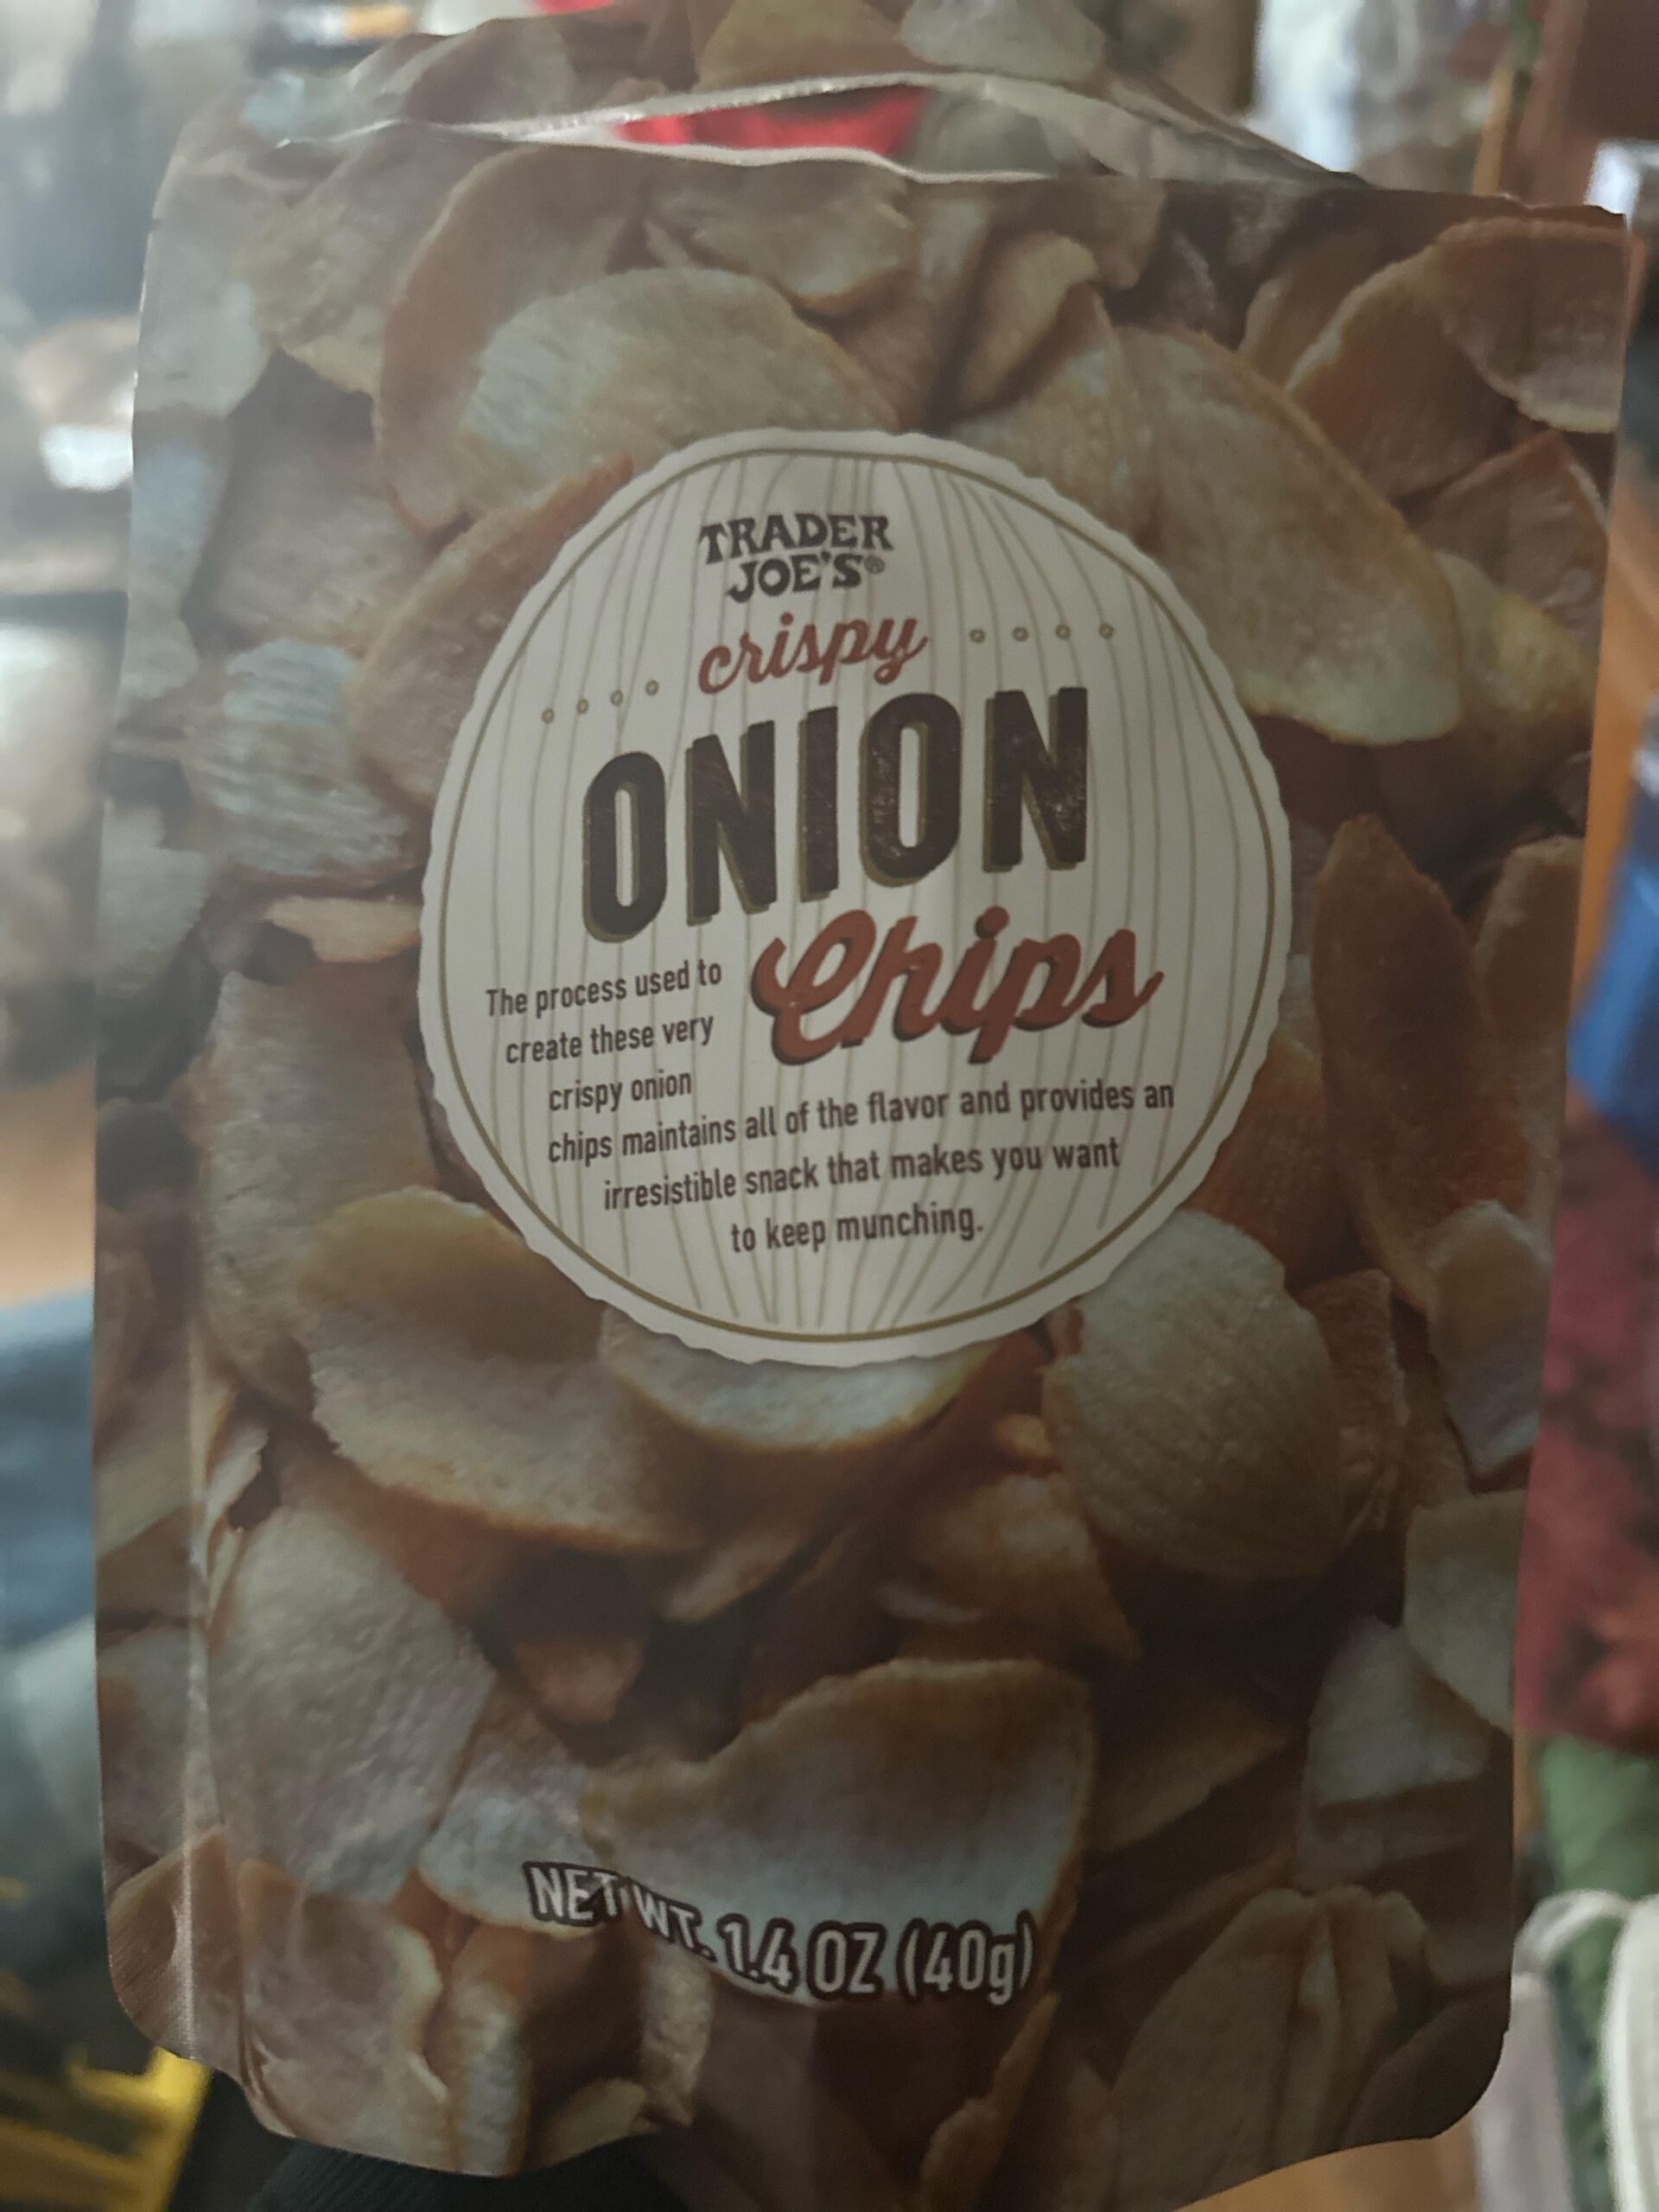 TRADER
JOE'S®
crispy
ONION
Chips
The process used to
create these very
crispy onion
chips maintains all of the flavor and provides an
irresistible snack that makes you want
to keep munching.
NET WT. 1.4 OZ (40g)